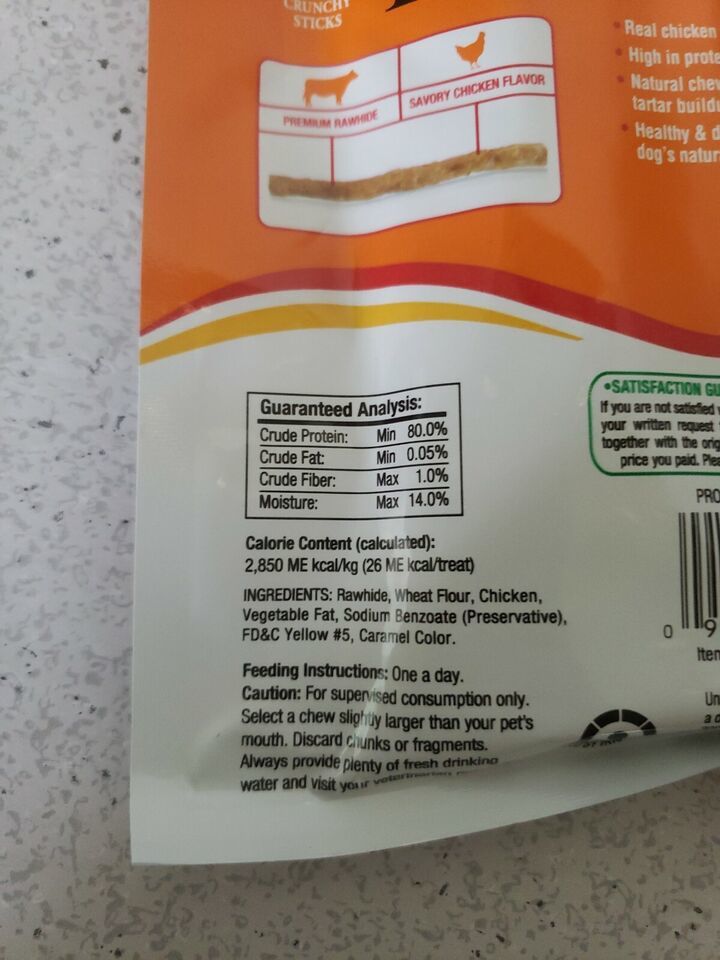 CRUNCHY
STICKS
PREMIUM RAWHIDE
SAVORY CHICKEN FLAVOR
Real chicken
High in
Natural
tartar
Healthy &
dog's
Guaranteed Analysis:
Crude Protein: Min 80.0%
Crude Fat: Min 0.05%
Crude Fiber: Max 1.0%
Moisture: Max 14.0%
Calorie Content (calculated):
2,850 ME kcal/kg (26 ME kcal/treat)
INGREDIENTS: Rawhide, Wheat Flour, Chicken,
Vegetable Fat, Sodium Benzoate (Preservative),
FD&C Yellow #5, Caramel Color.
Feeding Instructions: One a day.
Caution: For supervised consumption only.
Select a chew slightly larger than your pet's
mouth. Discard chunks or fragments.
Always provide plenty of fresh drinking
water and visit your veterinarian
•SATISFACTION
If you are not satisfied
your written request
together with the
price you paid.
0 9